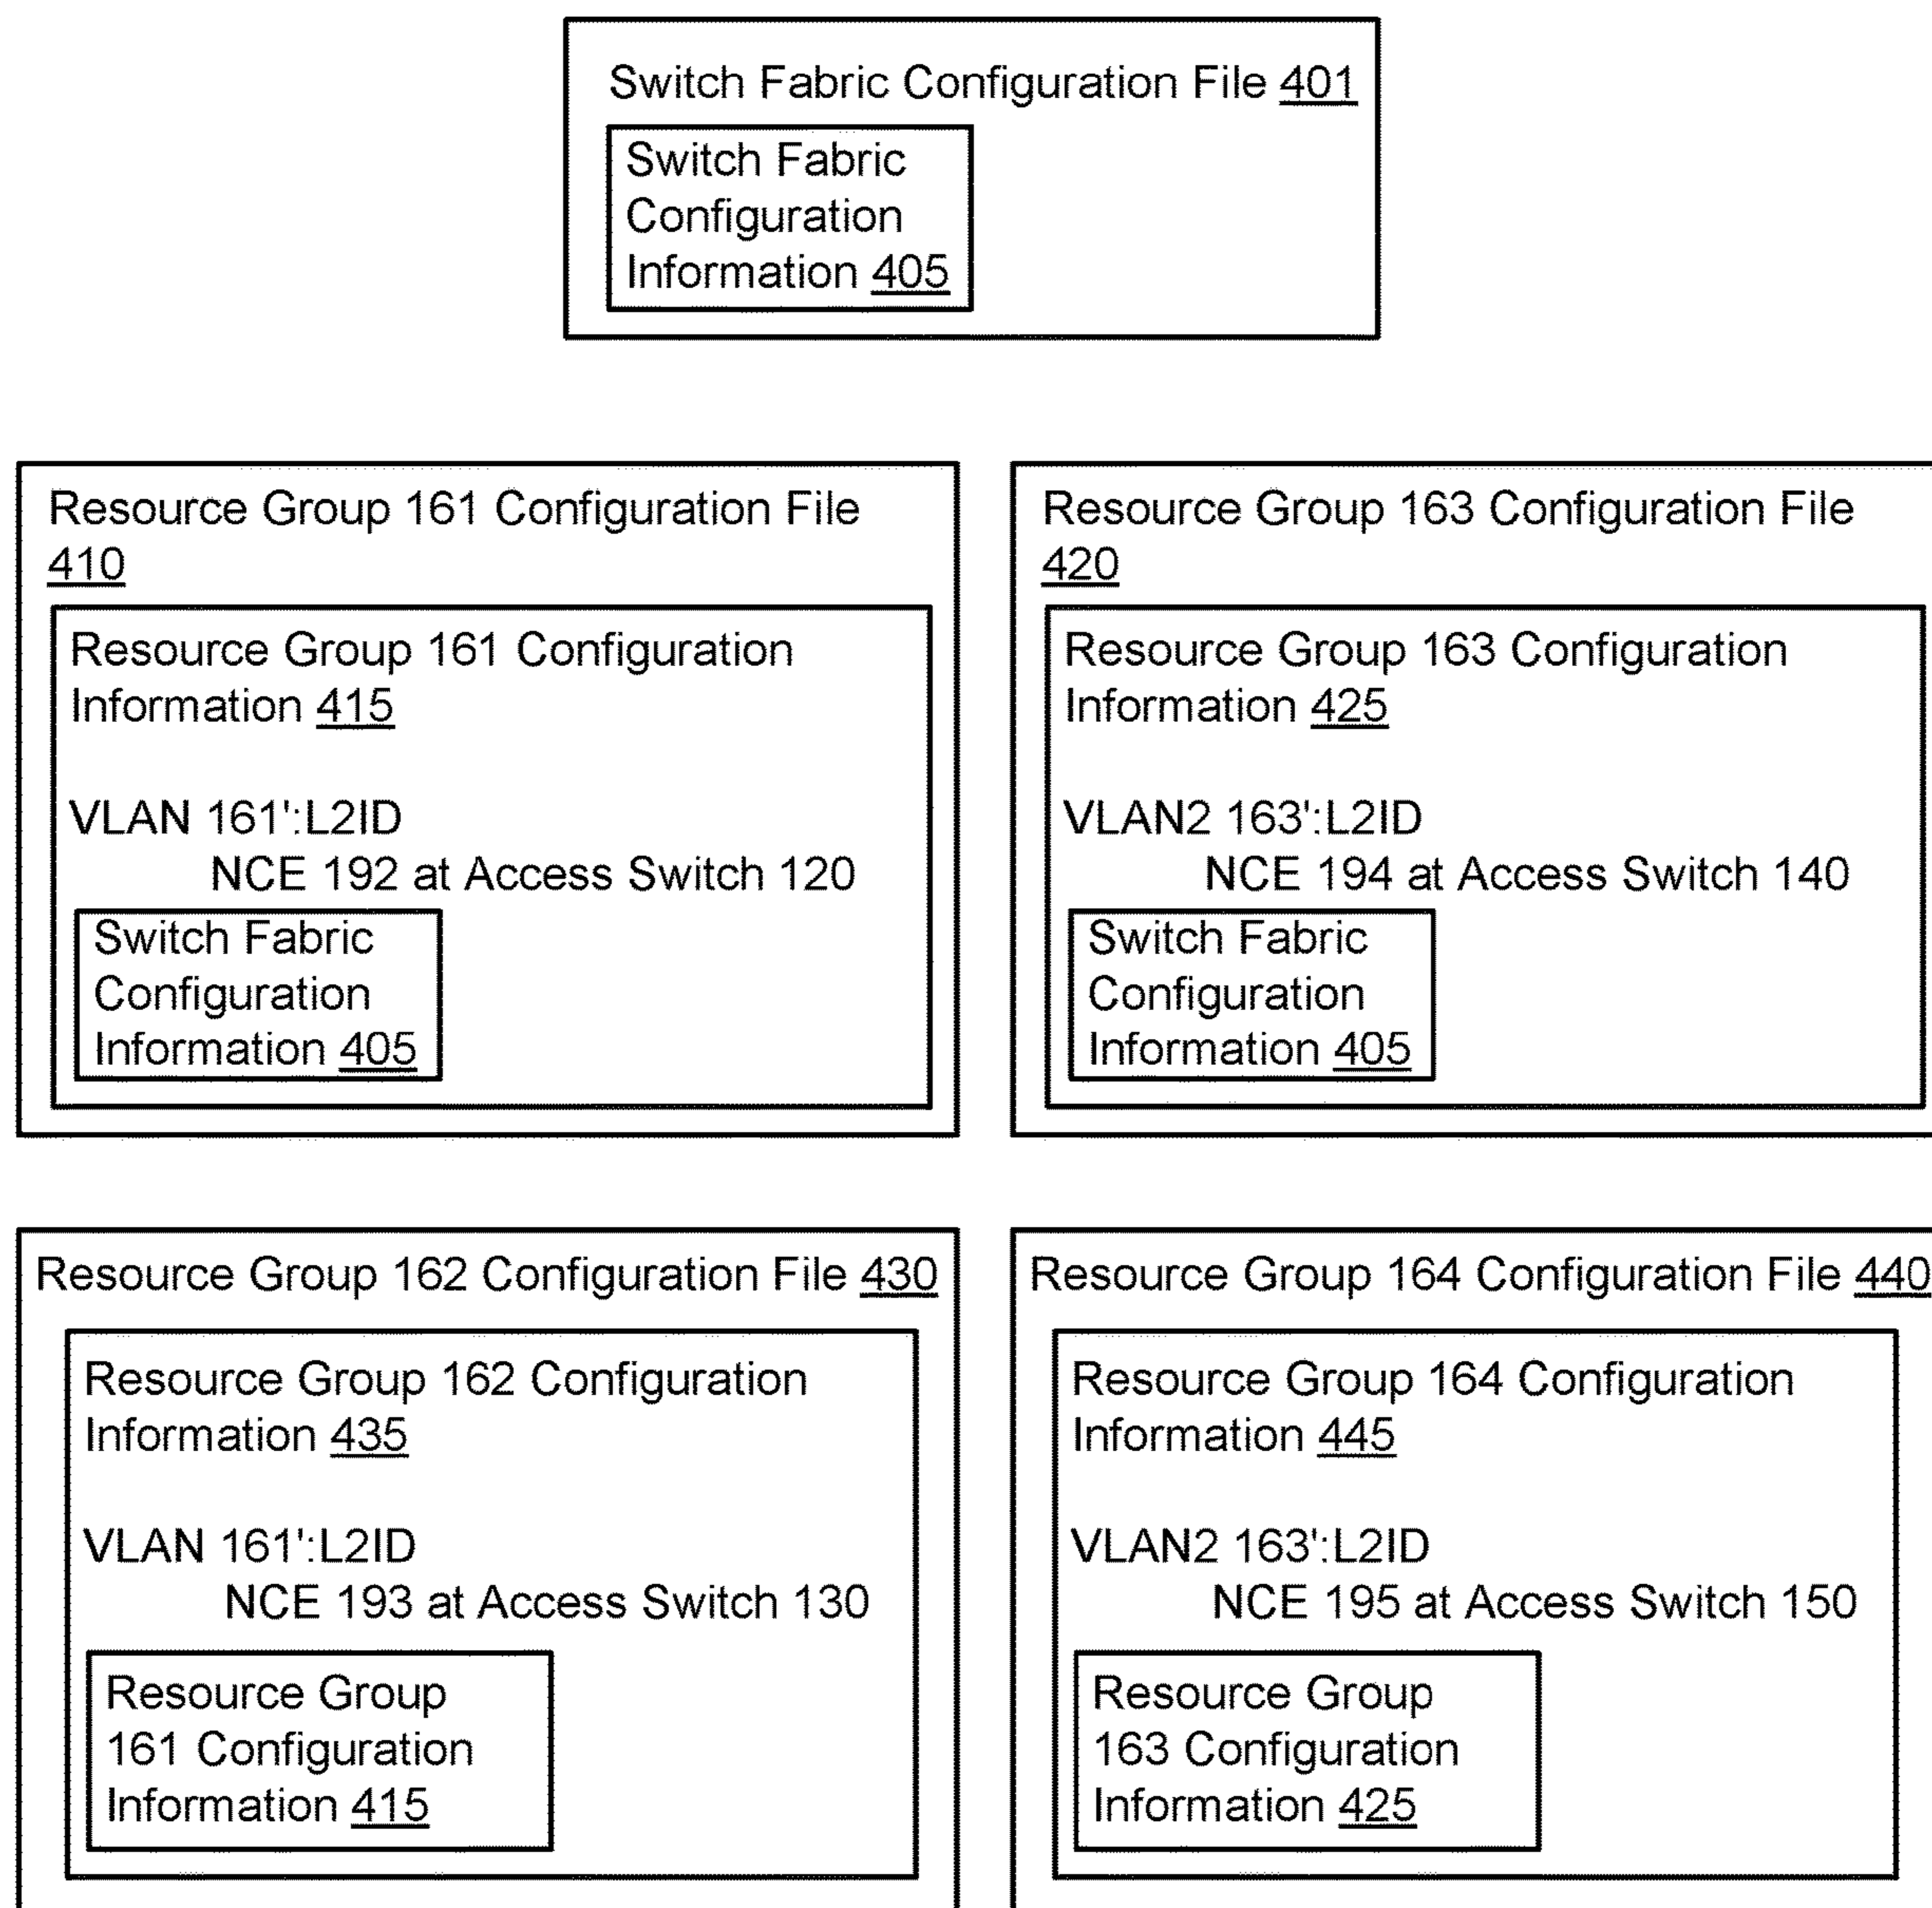 Switch Fabric Configuration File 401
Switch Fabric
Configuration
Information 405
Resource Group 161 Configuration File
410
Resource Group 161 Configuration
Information 415
VLAN 161':L2ID
NCE 192 at Access Switch 120
Switch Fabric
Configuration
Information 405
Resource Group 163 Configuration File
420
Resource Group 163 Configuration
Information 425
VLAN2 163':L2ID
NCE 194 at Access Switch 140
Switch Fabric
Configuration
Information 405
Resource Group 162 Configuration File 430
Resource Group 162 Configuration
Information 435
VLAN 161':L2ID
NCE 193 at Access Switch 130
Resource Group
161 Configuration
Information 415
Resource Group 164 Configuration File 440
Resource Group 164 Configuration
Information 445
VLAN2 163':L2ID
NCE 195 at Access Switch 150
Resource Group
163 Configuration
Information 425